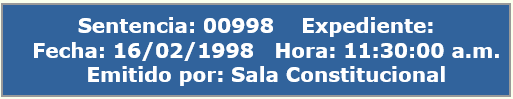 Sentencia: 00998 Expediente:
Fecha: 16/02/1998 Hora: 11:30:00 a.m.
Emitido por: Sala Constitucional